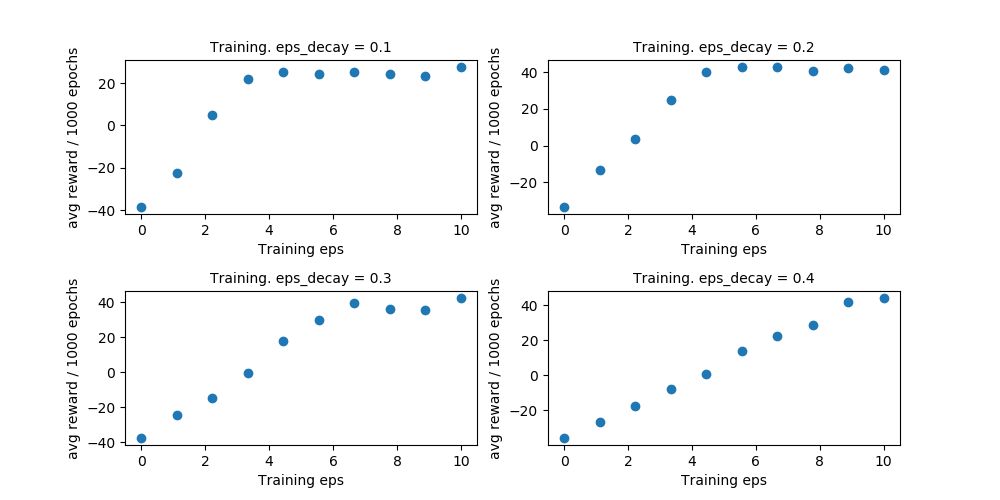 Training. eps_decay = 0.1
avg reward / 1000 epochs
20
0
−20
−40
0 2 4 6 8 10
Training eps
Training. eps_decay = 0.2
avg reward / 1000 epochs
40
20
0
−20
0 2 4 6 8 10
Training eps
Training. eps_decay = 0.3
avg reward / 1000 epochs
40
20
0
−20
−40
0 2 4 6 8 10
Training eps
Training. eps_decay = 0.4
avg reward / 1000 epochs
40
20
0
−20
0 2 4 6 8 10
Training eps